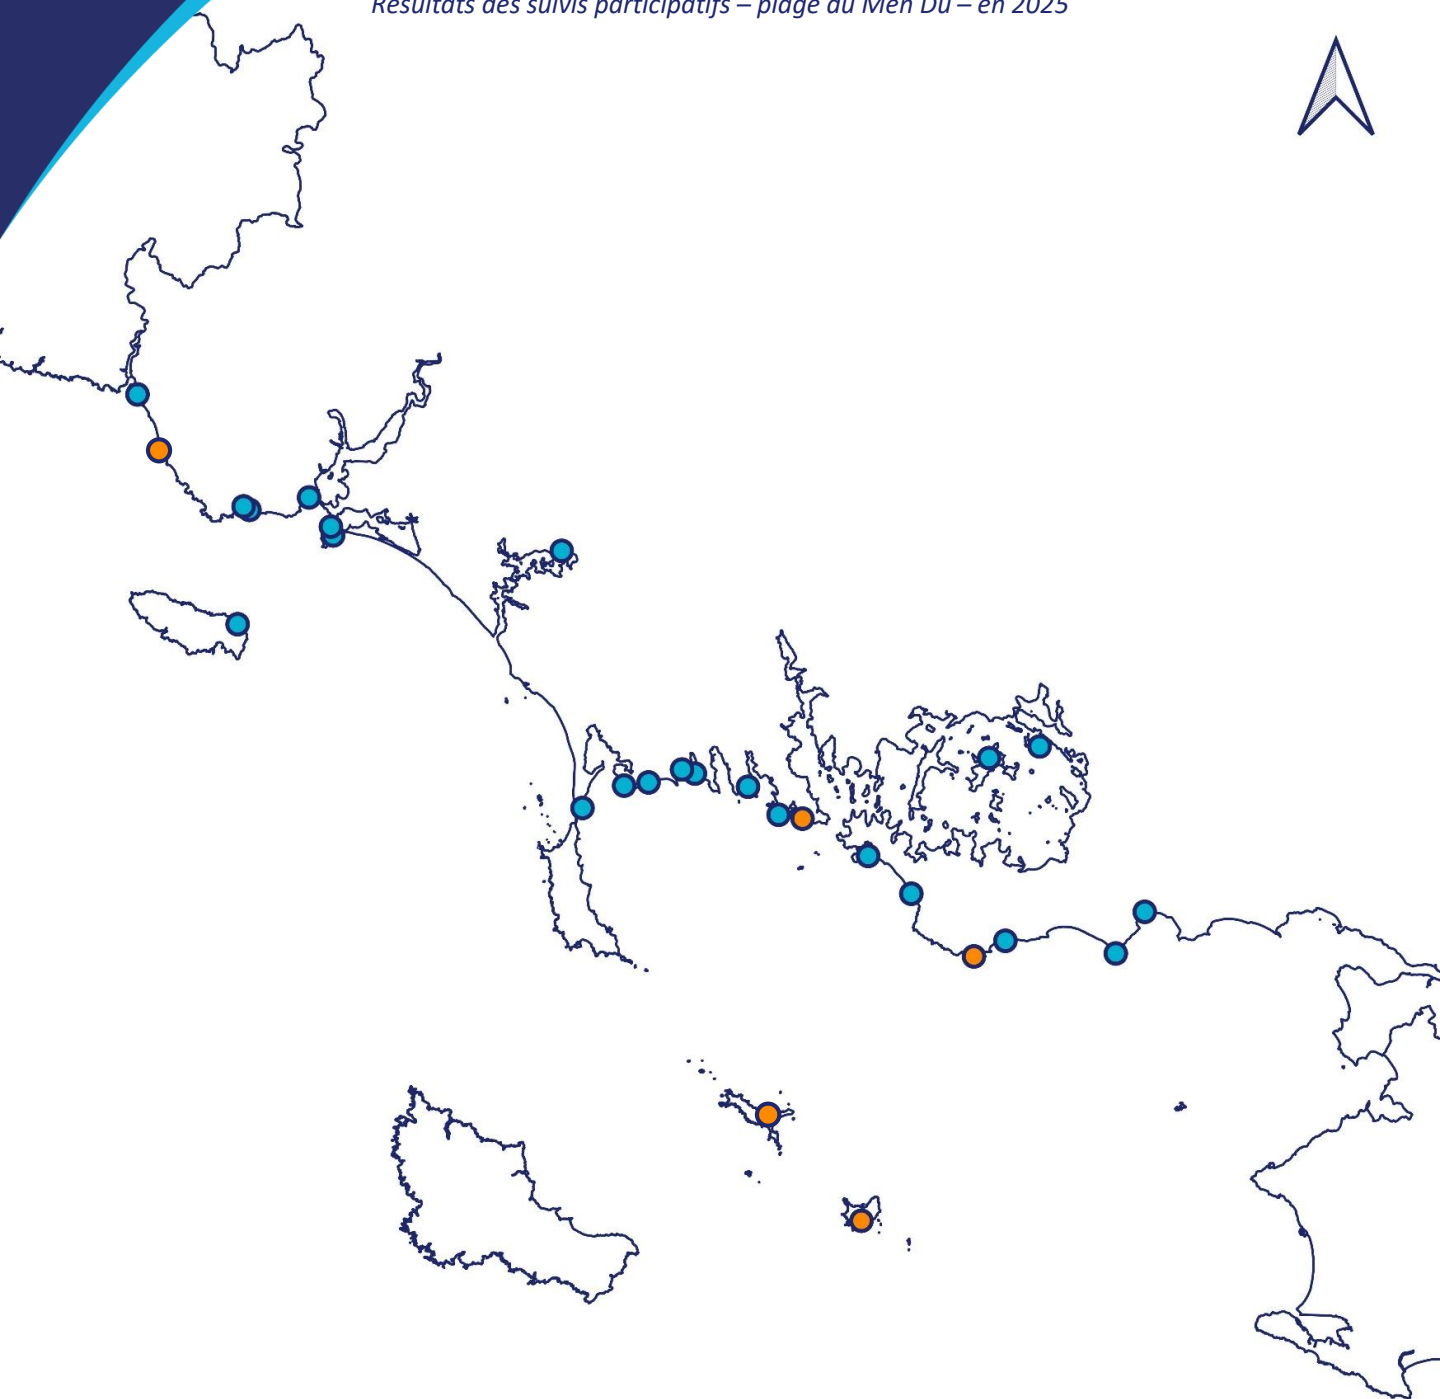 Résultats des suivis participatifs – plage du Men Du – en 2025